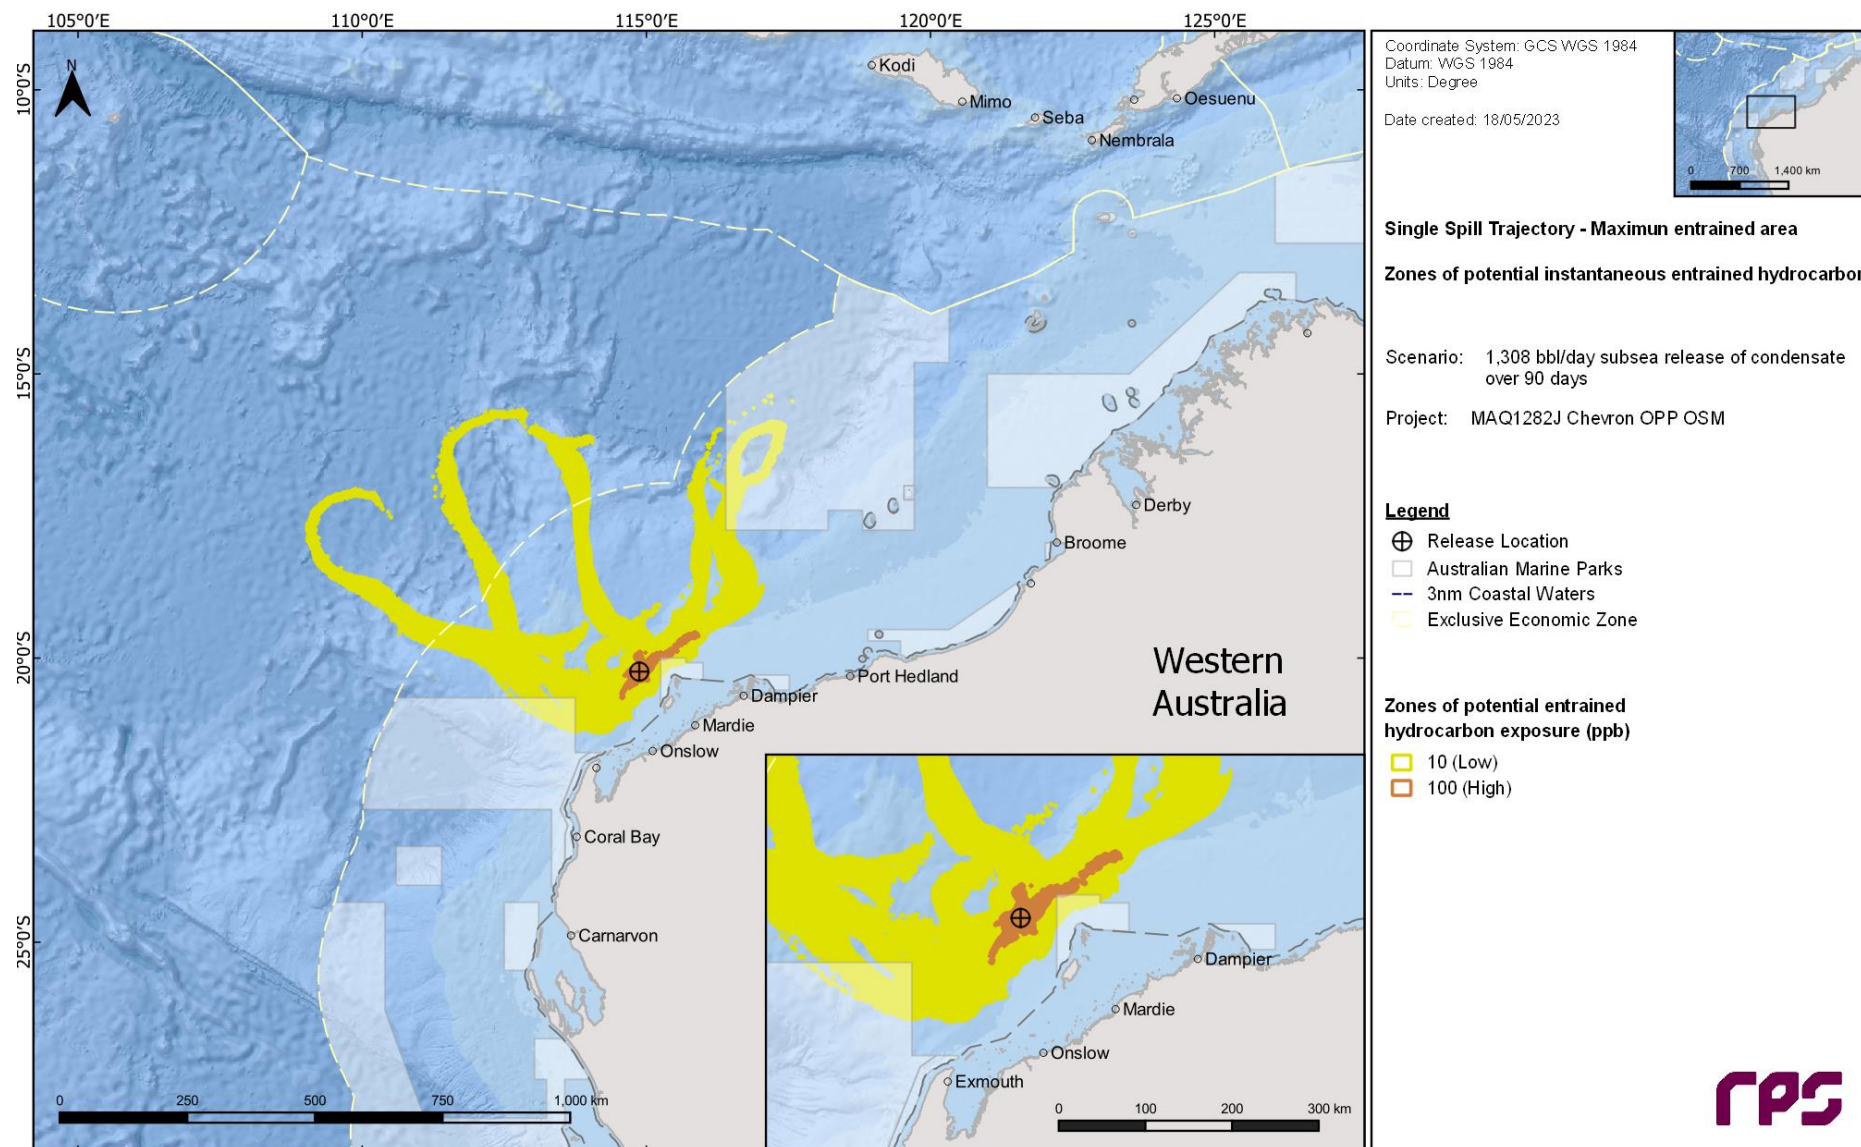 105°0'E
110°0'E
115°0'E
120°0'E
125°0'E
10°0'S
15°0'S
20°0'S
25°0'S
N
Kodi
Mimo
Seba
Oesuenu
Nembrala
Derby
Broome
Port Hedland
Dampier
Mardie
Onslow
Coral Bay
Carnarvon
Western
Australia
0 250 500 750 1,000 km
Dampier
Mardie
Onslow
Exmouth
0 100 200 300 km
Coordinate System: GCS WGS 1984
Datum: WGS 1984
Units: Degree
Date created: 18/05/2023
0 700 1,400 km
Single Spill Trajectory - Maximun entrained area
Zones of potential instantaneous entrained hydrocarbon
Scenario: 1,308 bbl/day subsea release of condensate
over 90 days
Project: MAQ1282J Chevron OPP OSM
Legend
Release Location
Australian Marine Parks
3nm Coastal Waters
Exclusive Economic Zone
Zones of potential entrained
hydrocarbon exposure (ppb)
10 (Low)
100 (High)
rps